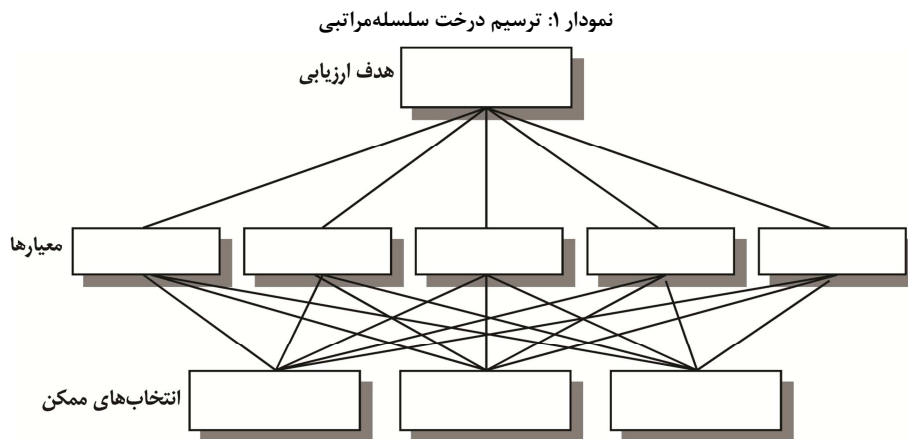 نمودار ۱: ترسیم درخت سلسله‌مراتبی
هدف ارزیابی
معیارها
انتخاب‌های ممکن